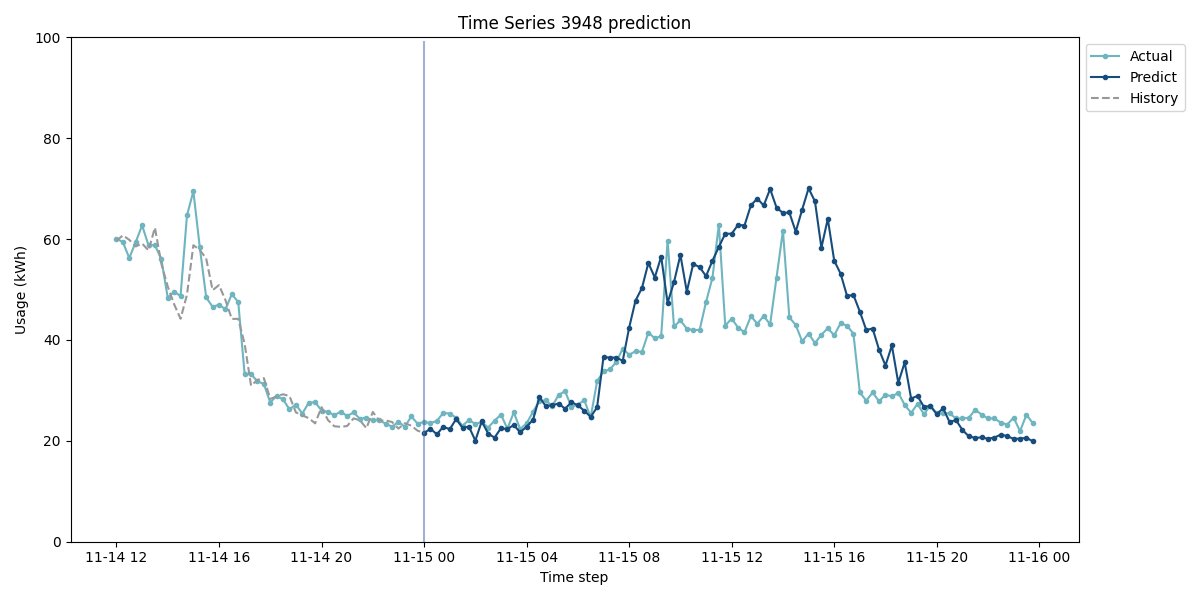 Time Series 3948 prediction
Usage (kWh)
100
80
60
40
20
0
11-14 12
11-14 16
11-14 20
11-15 00
11-15 04
11-15 08
11-15 12
11-15 16
11-15 20
11-16 00
Time step
Actual
Predict
History